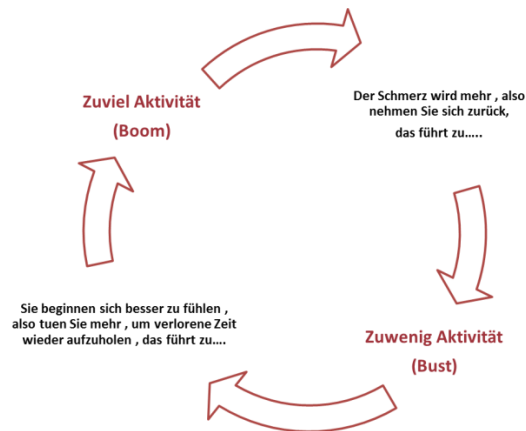 Zuviel Aktivität
(Boom)
Der Schmerz wird mehr , also
nehmen Sie sich zurück,
das führt zu.....
Zuwenig Aktivität
(Bust)
Sie beginnen sich besser zu fühlen ,
also tuen Sie mehr , um verlorene Zeit
wieder aufzuholen , das führt zu....